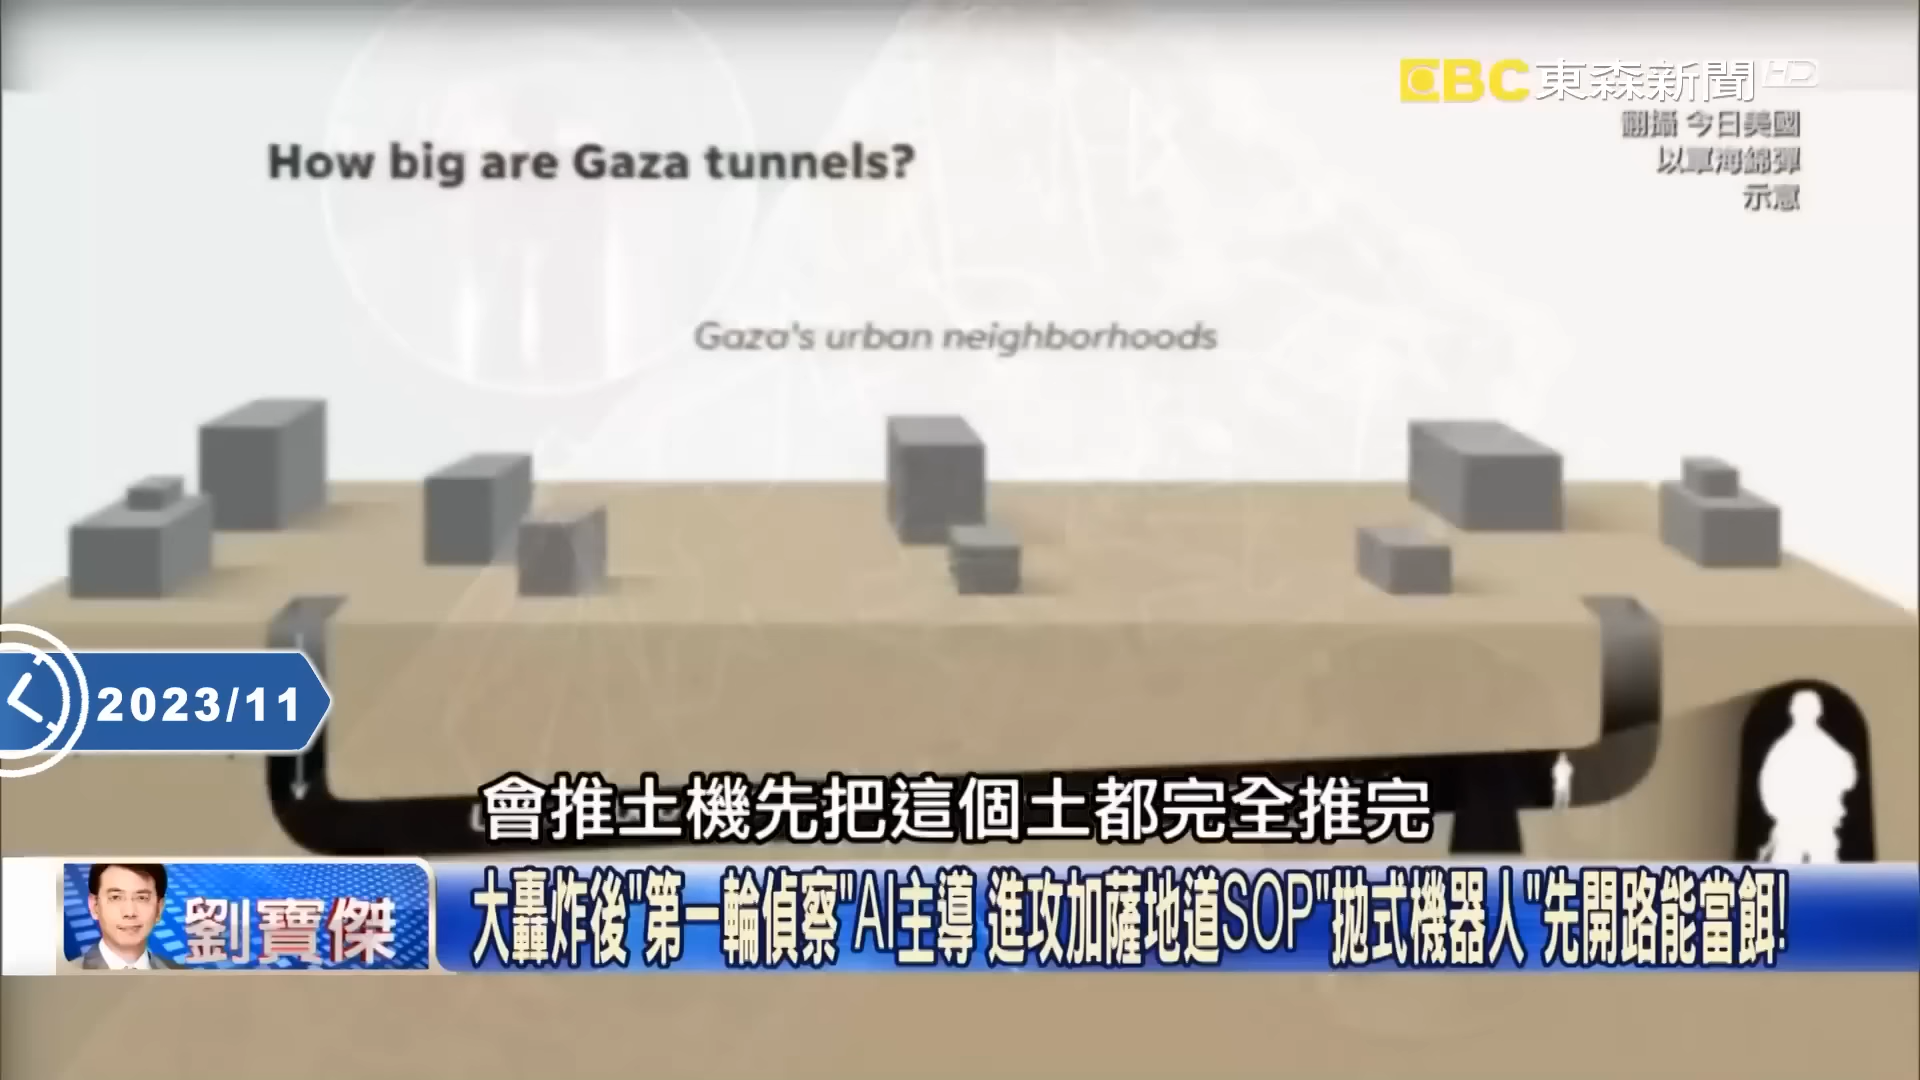 EBC東森新聞HD
翻攝 今日美國
以軍海綿彈
示意
How big are Gaza tunnels?
Gaza's urban neighborhoods
2023/11
會推土機先把這個土都完全推完
劉寶傑
大轟炸後"第一輪偵察"AI主導 進攻加薩地道SOP"拋式機器人"先開路能當餌!